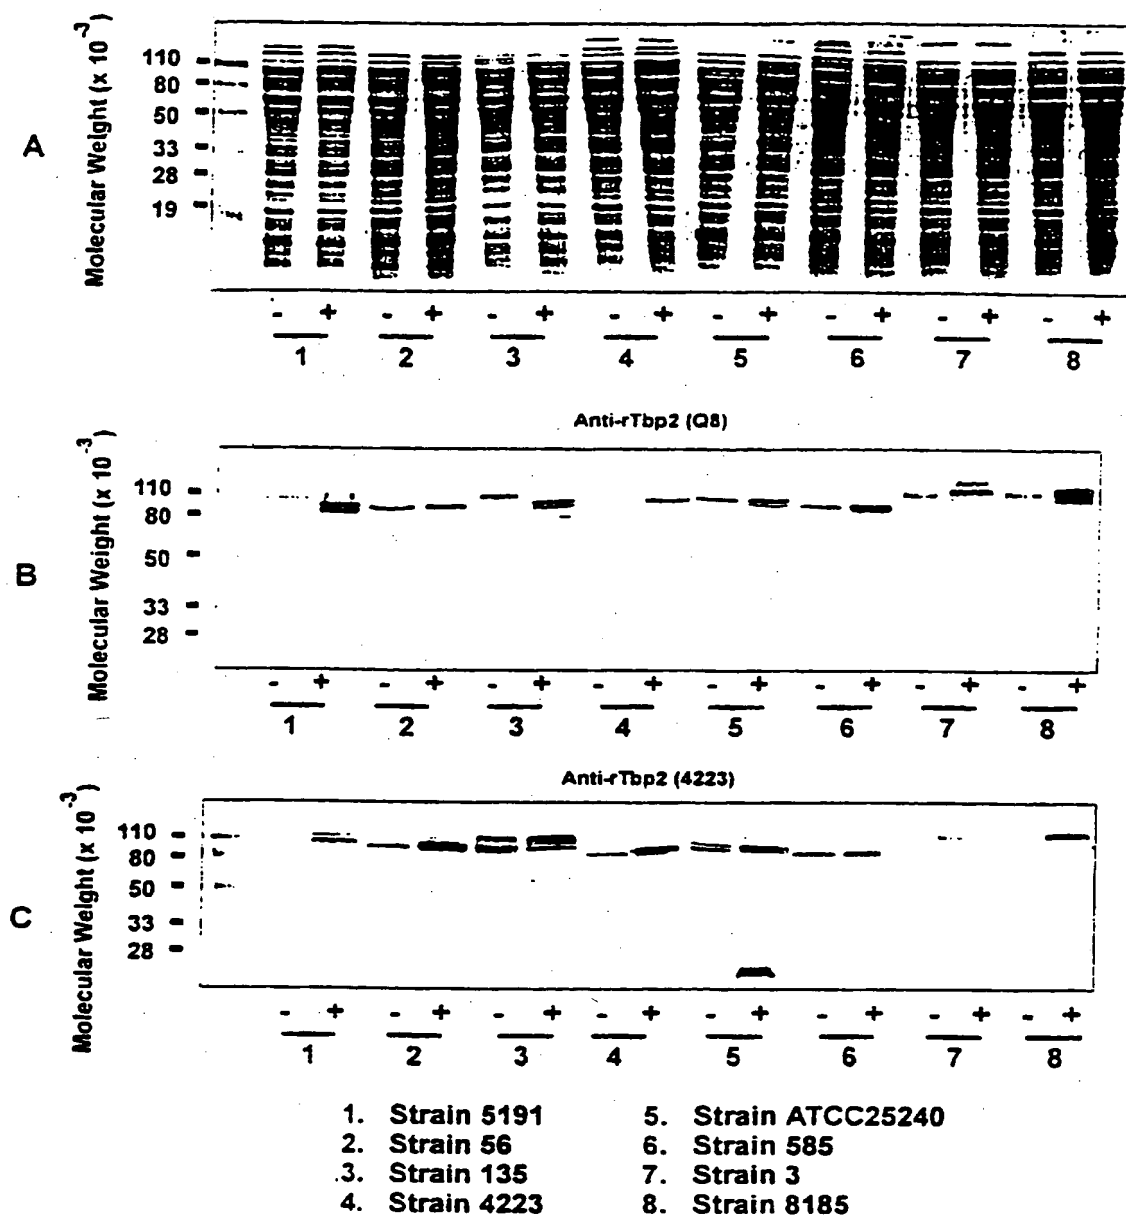 A
Molecular Weight (x 10⁻³)
110
80
50
33
28
19
- + - + - + - + - + - + - + - +
1 2 3 4 5 6 7 8
Anti-rTbp2 (Q8)
B
Molecular Weight (x 10⁻³)
110
80
50
33
28
- + - + - + - + - + - + - + - +
1 2 3 4 5 6 7 8
Anti-rTbp2 (4223)
C
Molecular Weight (x 10⁻³)
110
80
50
33
28
- + - + - + - + - + - + - + - +
1 2 3 4 5 6 7 8
1. Strain 5191
2. Strain 56
3. Strain 135
4. Strain 4223
5. Strain ATCC25240
6. Strain 585
7. Strain 3
8. Strain 8185